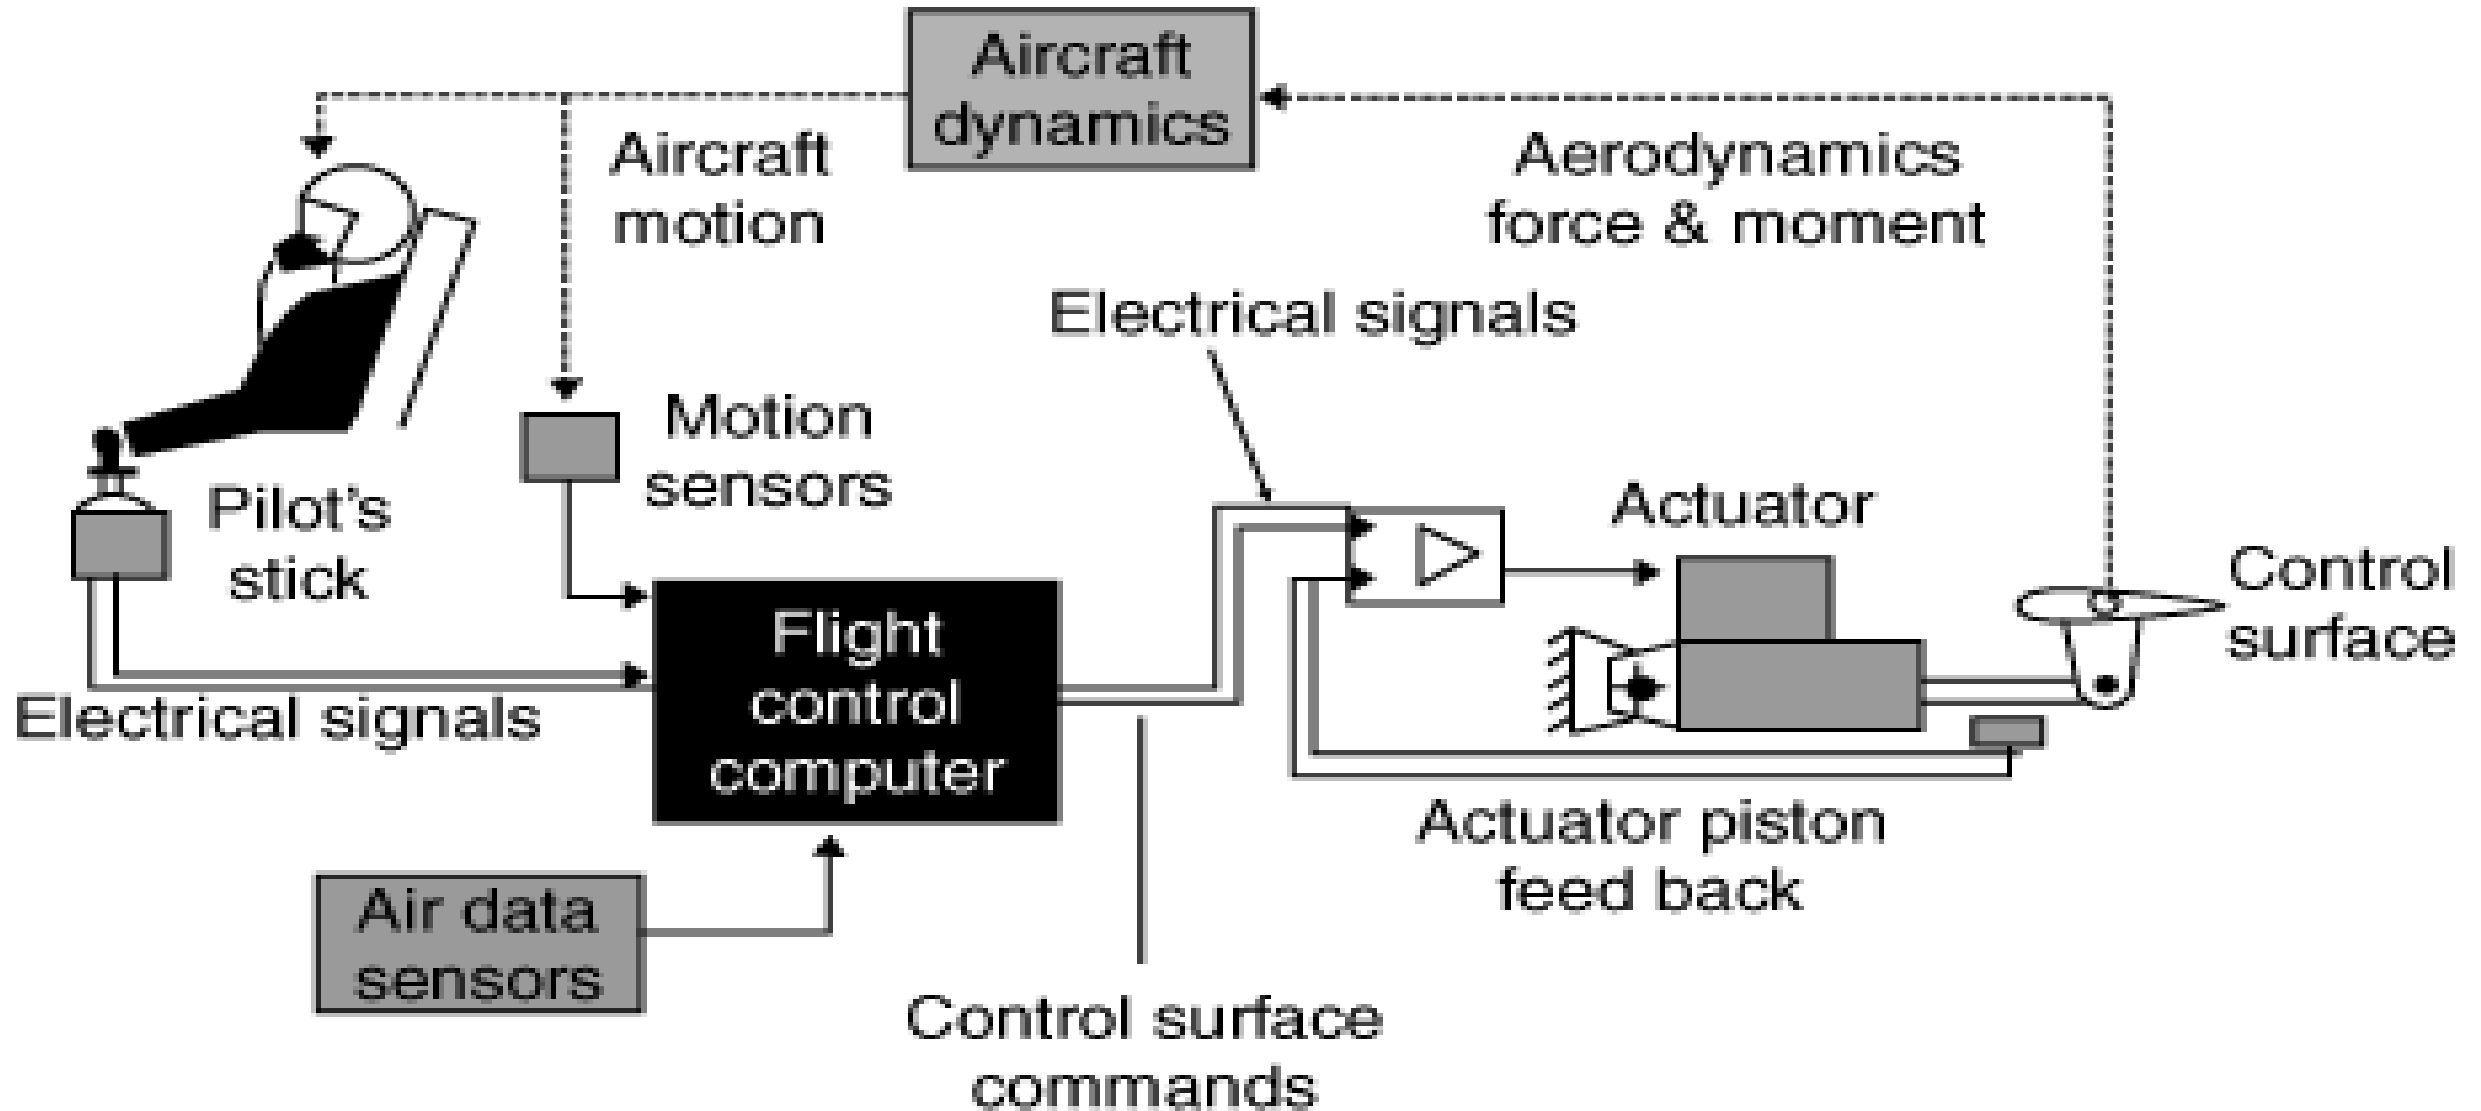 Aircraft
dynamics
Aircraft
motion
Aerodynamics
force & moment
Electrical signals
Motion
sensors
Pilot's
stick
Actuator
Control
surface
Flight
control
computer
Electrical signals
Actuator piston
feed back
Air data
sensors
Control surface
commands